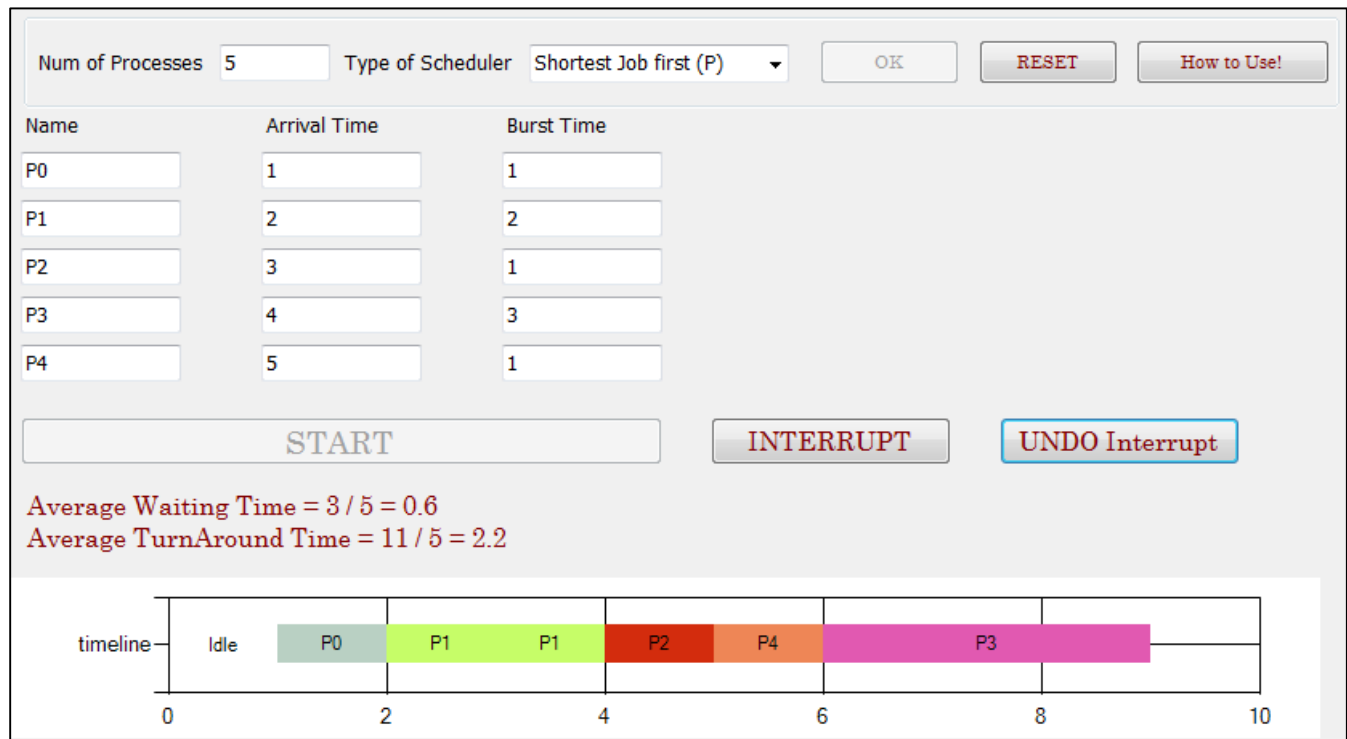 Num of Processes 5 Type of Scheduler Shortest Job first (P) OK RESET How to Use!
Name Arrival Time Burst Time
P0 1 1
P1 2 2
P2 3 1
P3 4 3
P4 5 1
START INTERRUPT UNDO Interrupt
Average Waiting Time = 3 / 5 = 0.6
Average TurnAround Time = 11 / 5 = 2.2
timeline Idle P0 P1 P1 P2 P4 P3
0 2 4 6 8 10